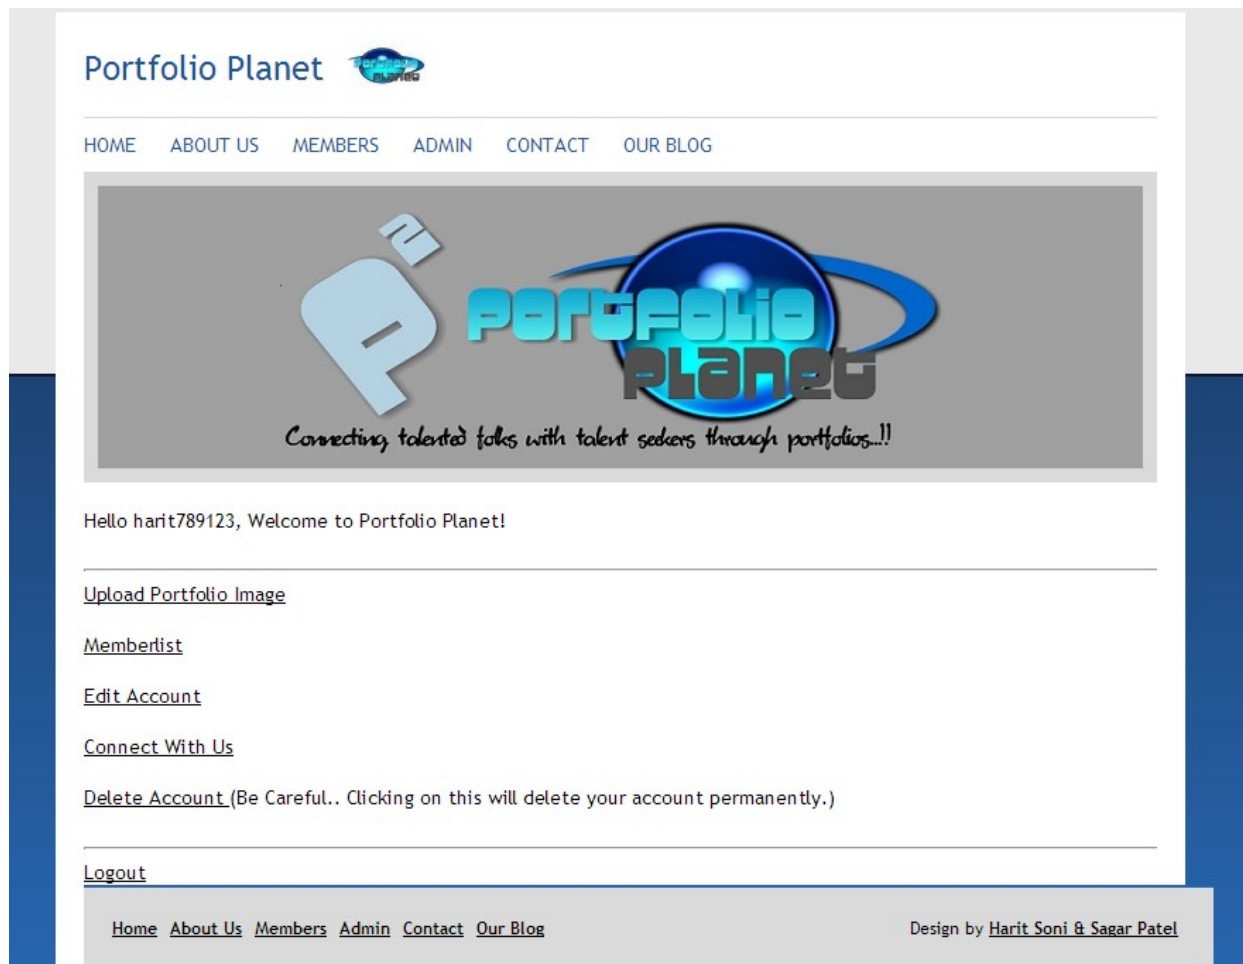 Portfolio Planet
PORTFOLIO
PLANET
HOME ABOUT US MEMBERS ADMIN CONTACT OUR BLOG
P2
PORTFOLIO
PLANET
Connecting talented folks with talent seekers through portfolios...!!
Hello harit789123, Welcome to Portfolio Planet!
Upload Portfolio Image
Memberlist
Edit Account
Connect With Us
Delete Account (Be Careful.. Clicking on this will delete your account permanently.)
Logout
Home About Us Members Admin Contact Our Blog Design by Harit Soni & Sagar Patel